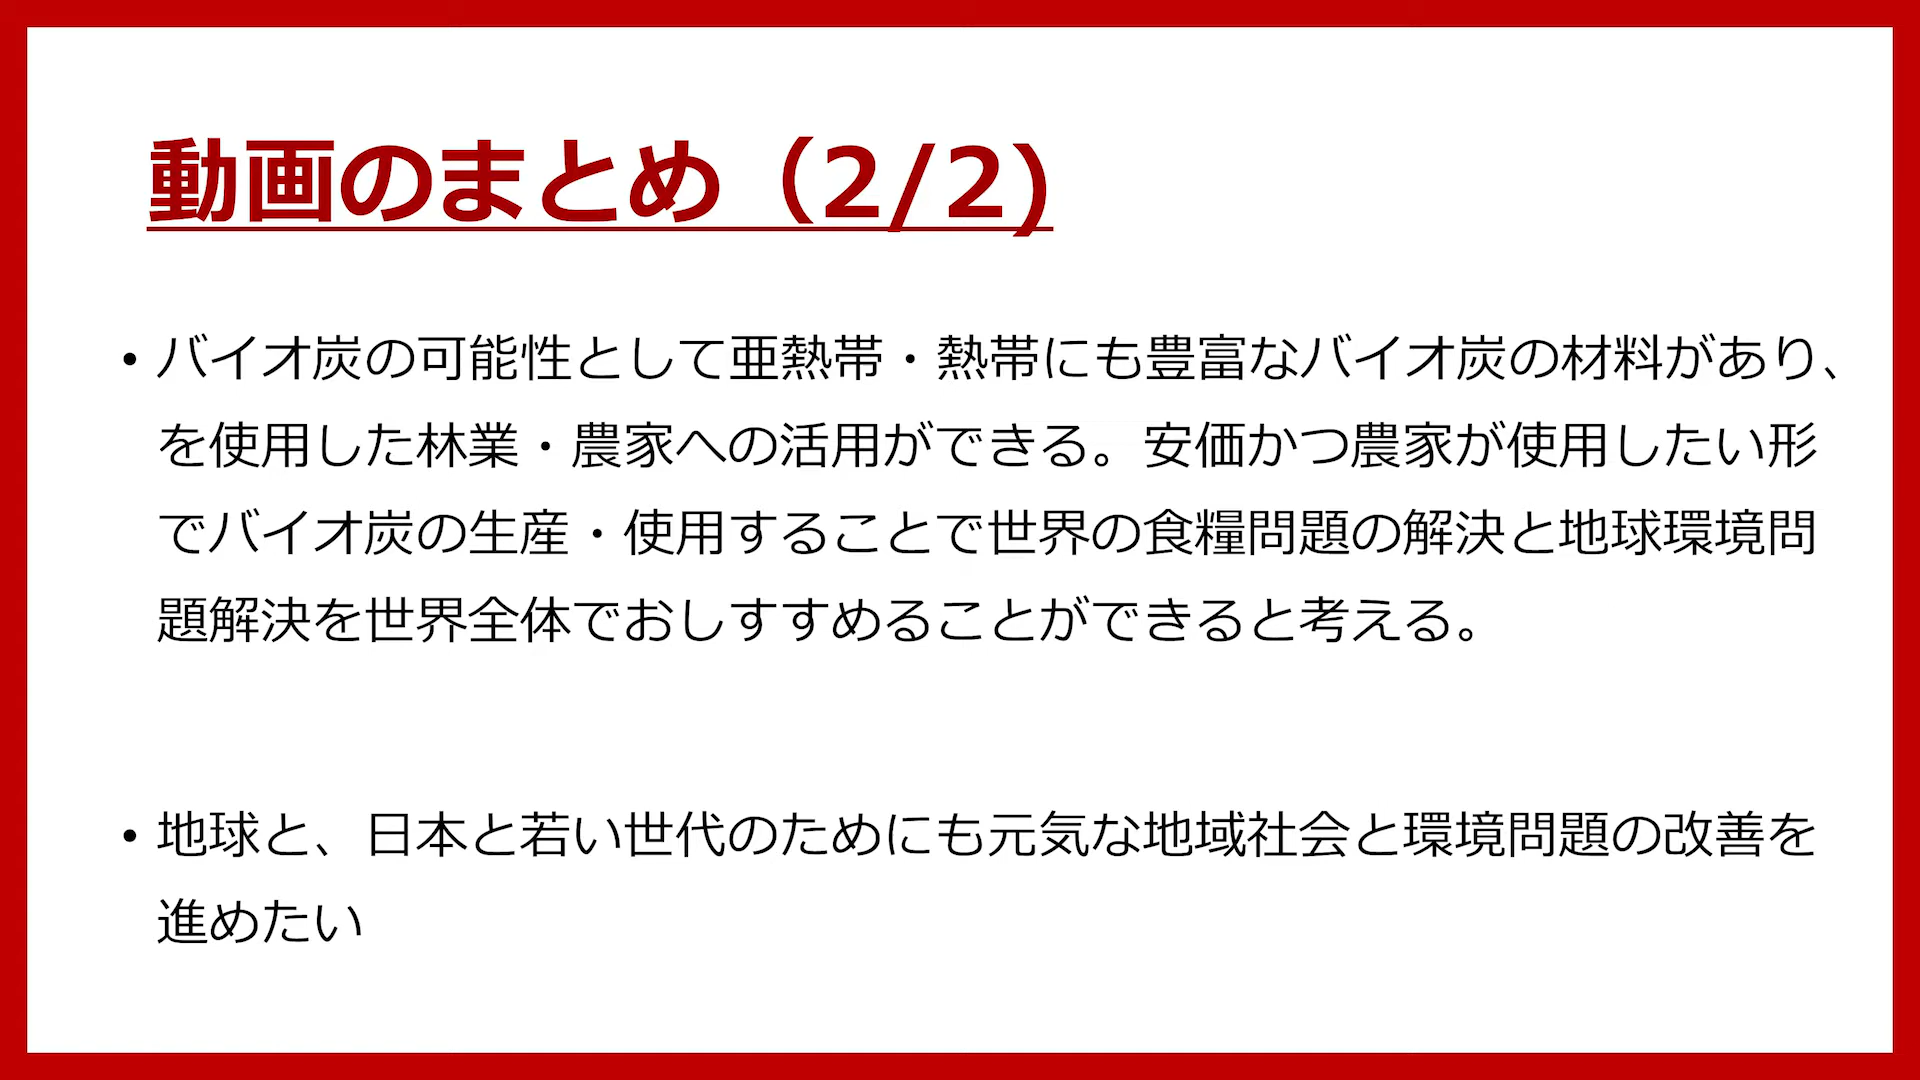 動画のまとめ（2/2)
• バイオ炭の可能性として亜熱帯・熱帯にも豊富なバイオ炭の材料があり、
を使用した林業・農家への活用ができる。安価かつ農家が使用したい形
でバイオ炭の生産・使用することで世界の食糧問題の解決と地球環境問
題解決を世界全体でおしすすめることができると考える。
• 地球と、日本と若い世代のためにも元気な地域社会と環境問題の改善を
進めたい